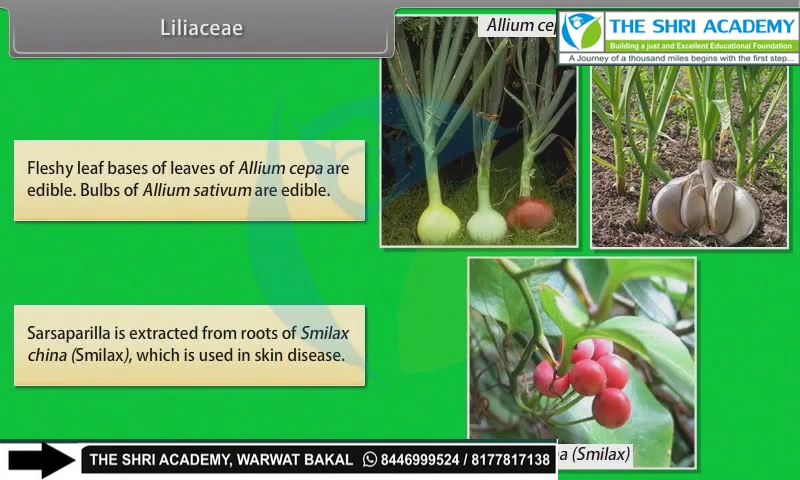 Liliaceae
Allium
THE SHRI ACADEMY
Building a just and Excellent Educational Foundation
A Journey of a thousand miles begins with the first step...
Fleshy leaf bases of leaves of Allium cepa are
edible. Bulbs of Allium sativum are edible.
Sarsaparilla is extracted from roots of Smilax
china (Smilax), which is used in skin disease.
(Smilax)
THE SHRI ACADEMY, WARWAT BAKAL 8446999524 / 8177817138